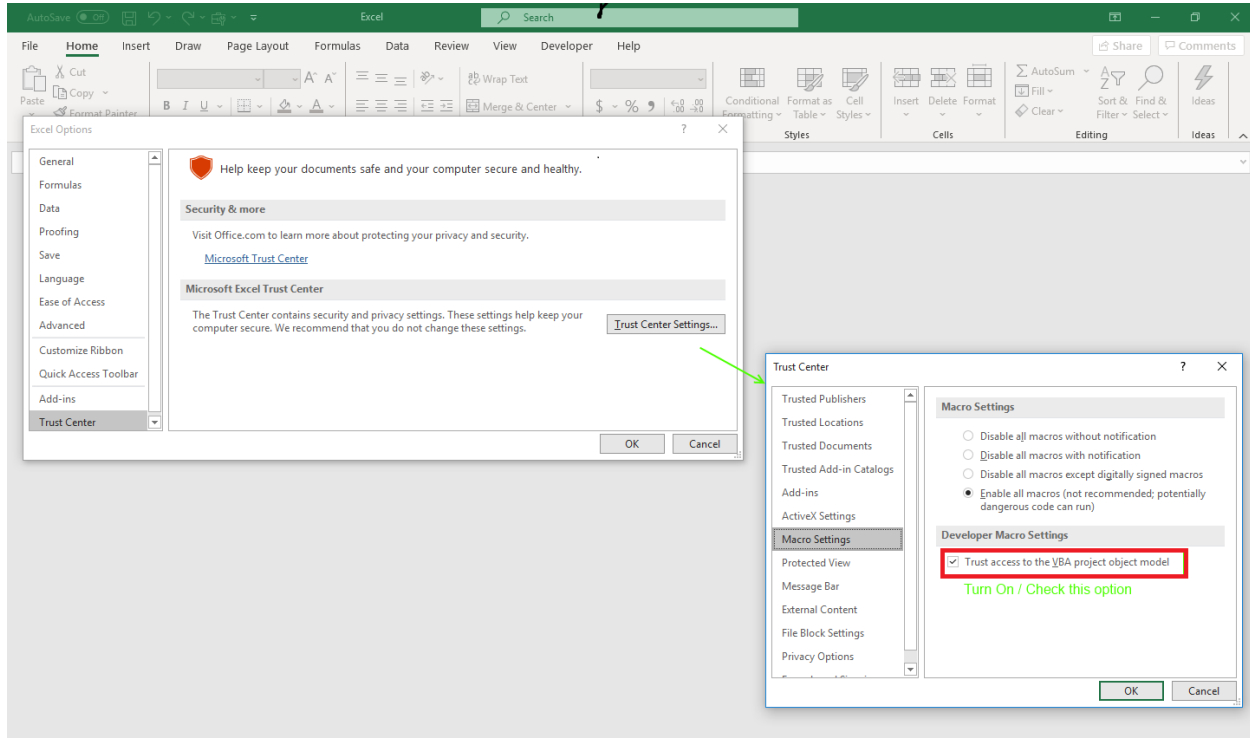 AutoSave Off Excel Search
File Home Insert Draw Page Layout Formulas Data Review View Developer Help Share Comments
Cut
Copy
Paste
Format Painter
B I U A A A
Wrap Text
Merge & Center
$ % 9
Conditional Formatting
Format as Table
Cell Styles
Styles
Insert Delete Format
Cells
AutoSum
Fill
Clear
Sort & Filter
Find & Select
Editing
Ideas
Ideas
Excel Options ? ×
General
Formulas
Data
Proofing
Save
Language
Ease of Access
Advanced
Customize Ribbon
Quick Access Toolbar
Add-ins
Trust Center
Help keep your documents safe and your computer secure and healthy.
Security & more
Visit Office.com to learn more about protecting your privacy and security.
Microsoft Trust Center
Microsoft Excel Trust Center
The Trust Center contains security and privacy settings. These settings help keep your
computer secure. We recommend that you do not change these settings.
Trust Center Settings...
OK Cancel
Trust Center ? ×
Trusted Publishers
Trusted Locations
Trusted Documents
Trusted Add-in Catalogs
Add-ins
ActiveX Settings
Macro Settings
Protected View
Message Bar
External Content
File Block Settings
Privacy Options
Macro Settings
Disable all macros without notification
Disable all macros with notification
Disable all macros except digitally signed macros
Enable all macros (not recommended; potentially
dangerous code can run)
Developer Macro Settings
Trust access to the VBA project object model
Turn On / Check this option
OK Cancel